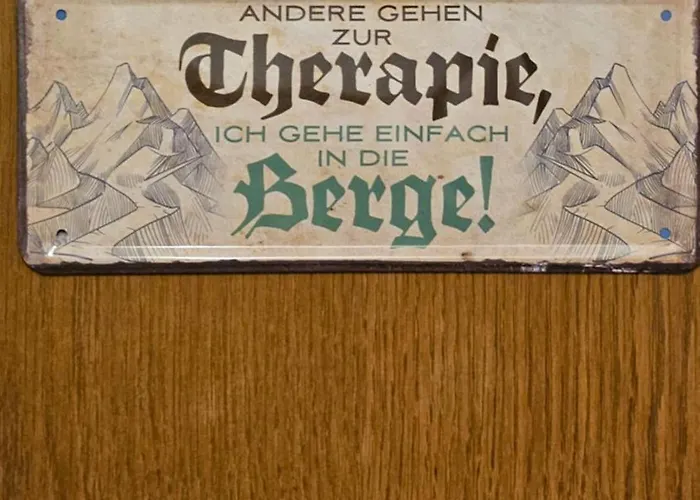 ANDERE GEHEN
ZUR
Therapie,
ICH GEHE EINFACH
IN DIE
Berge!